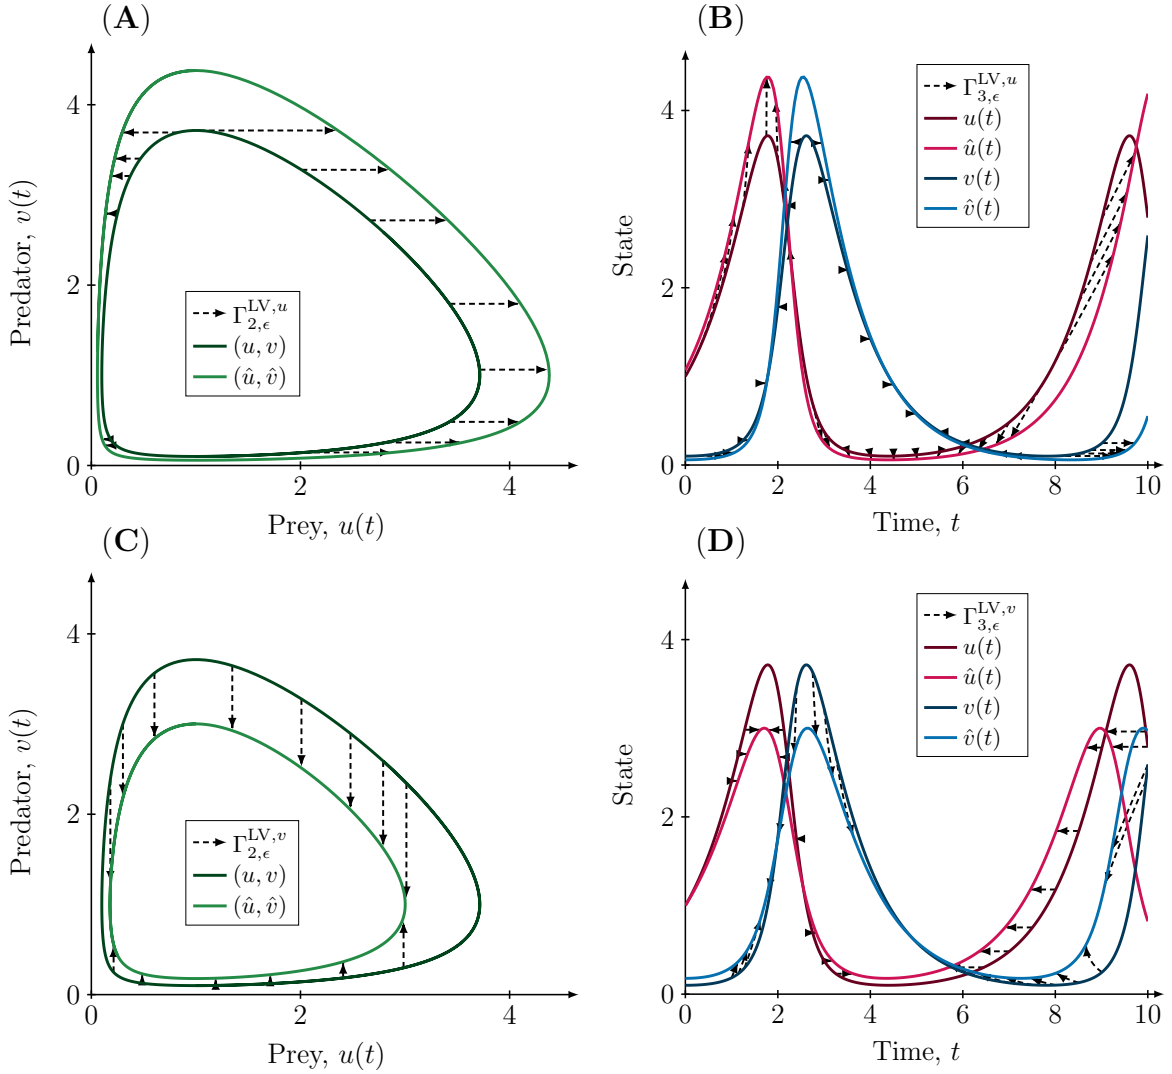 (A)
Predator, v(t)
4
2
0
0
2
4
Prey, u(t)
Γ^{LV,u}_{2,ϵ}
(u, v)
(û, v̂)
(B)
State
4
2
0
0
2
4
6
8
10
Time, t
Γ^{LV,u}_{3,ϵ}
u(t)
û(t)
v(t)
v̂(t)
(C)
Predator, v(t)
4
2
0
0
2
4
Prey, u(t)
Γ^{LV,v}_{2,ϵ}
(u, v)
(û, v̂)
(D)
State
4
2
0
0
2
4
6
8
10
Time, t
Γ^{LV,v}_{3,ϵ}
u(t)
û(t)
v(t)
v̂(t)